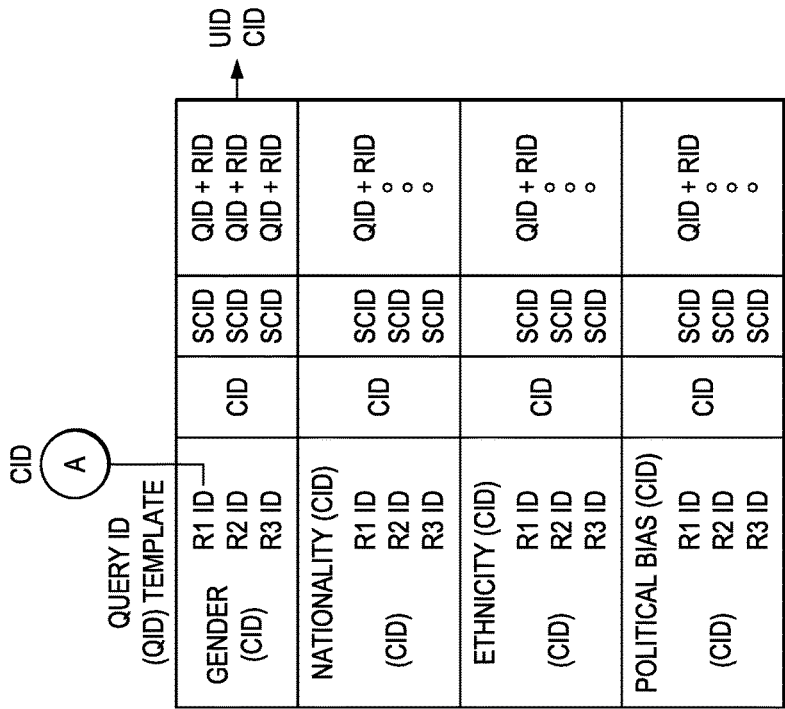 CID
A
QUERY ID
(QID) TEMPLATE
GENDER
(CID)
R1 ID
R2 ID
R3 ID
CID
SCID
SCID
SCID
QID + RID
QID + RID
QID + RID
UID
CID
NATIONALITY (CID)
(CID)
R1 ID
R2 ID
R3 ID
CID
SCID
SCID
SCID
QID + RID
ETHNICITY (CID)
(CID)
R1 ID
R2 ID
R3 ID
CID
SCID
SCID
SCID
QID + RID
POLITICAL BIAS (CID)
(CID)
R1 ID
R2 ID
R3 ID
CID
SCID
SCID
SCID
QID + RID